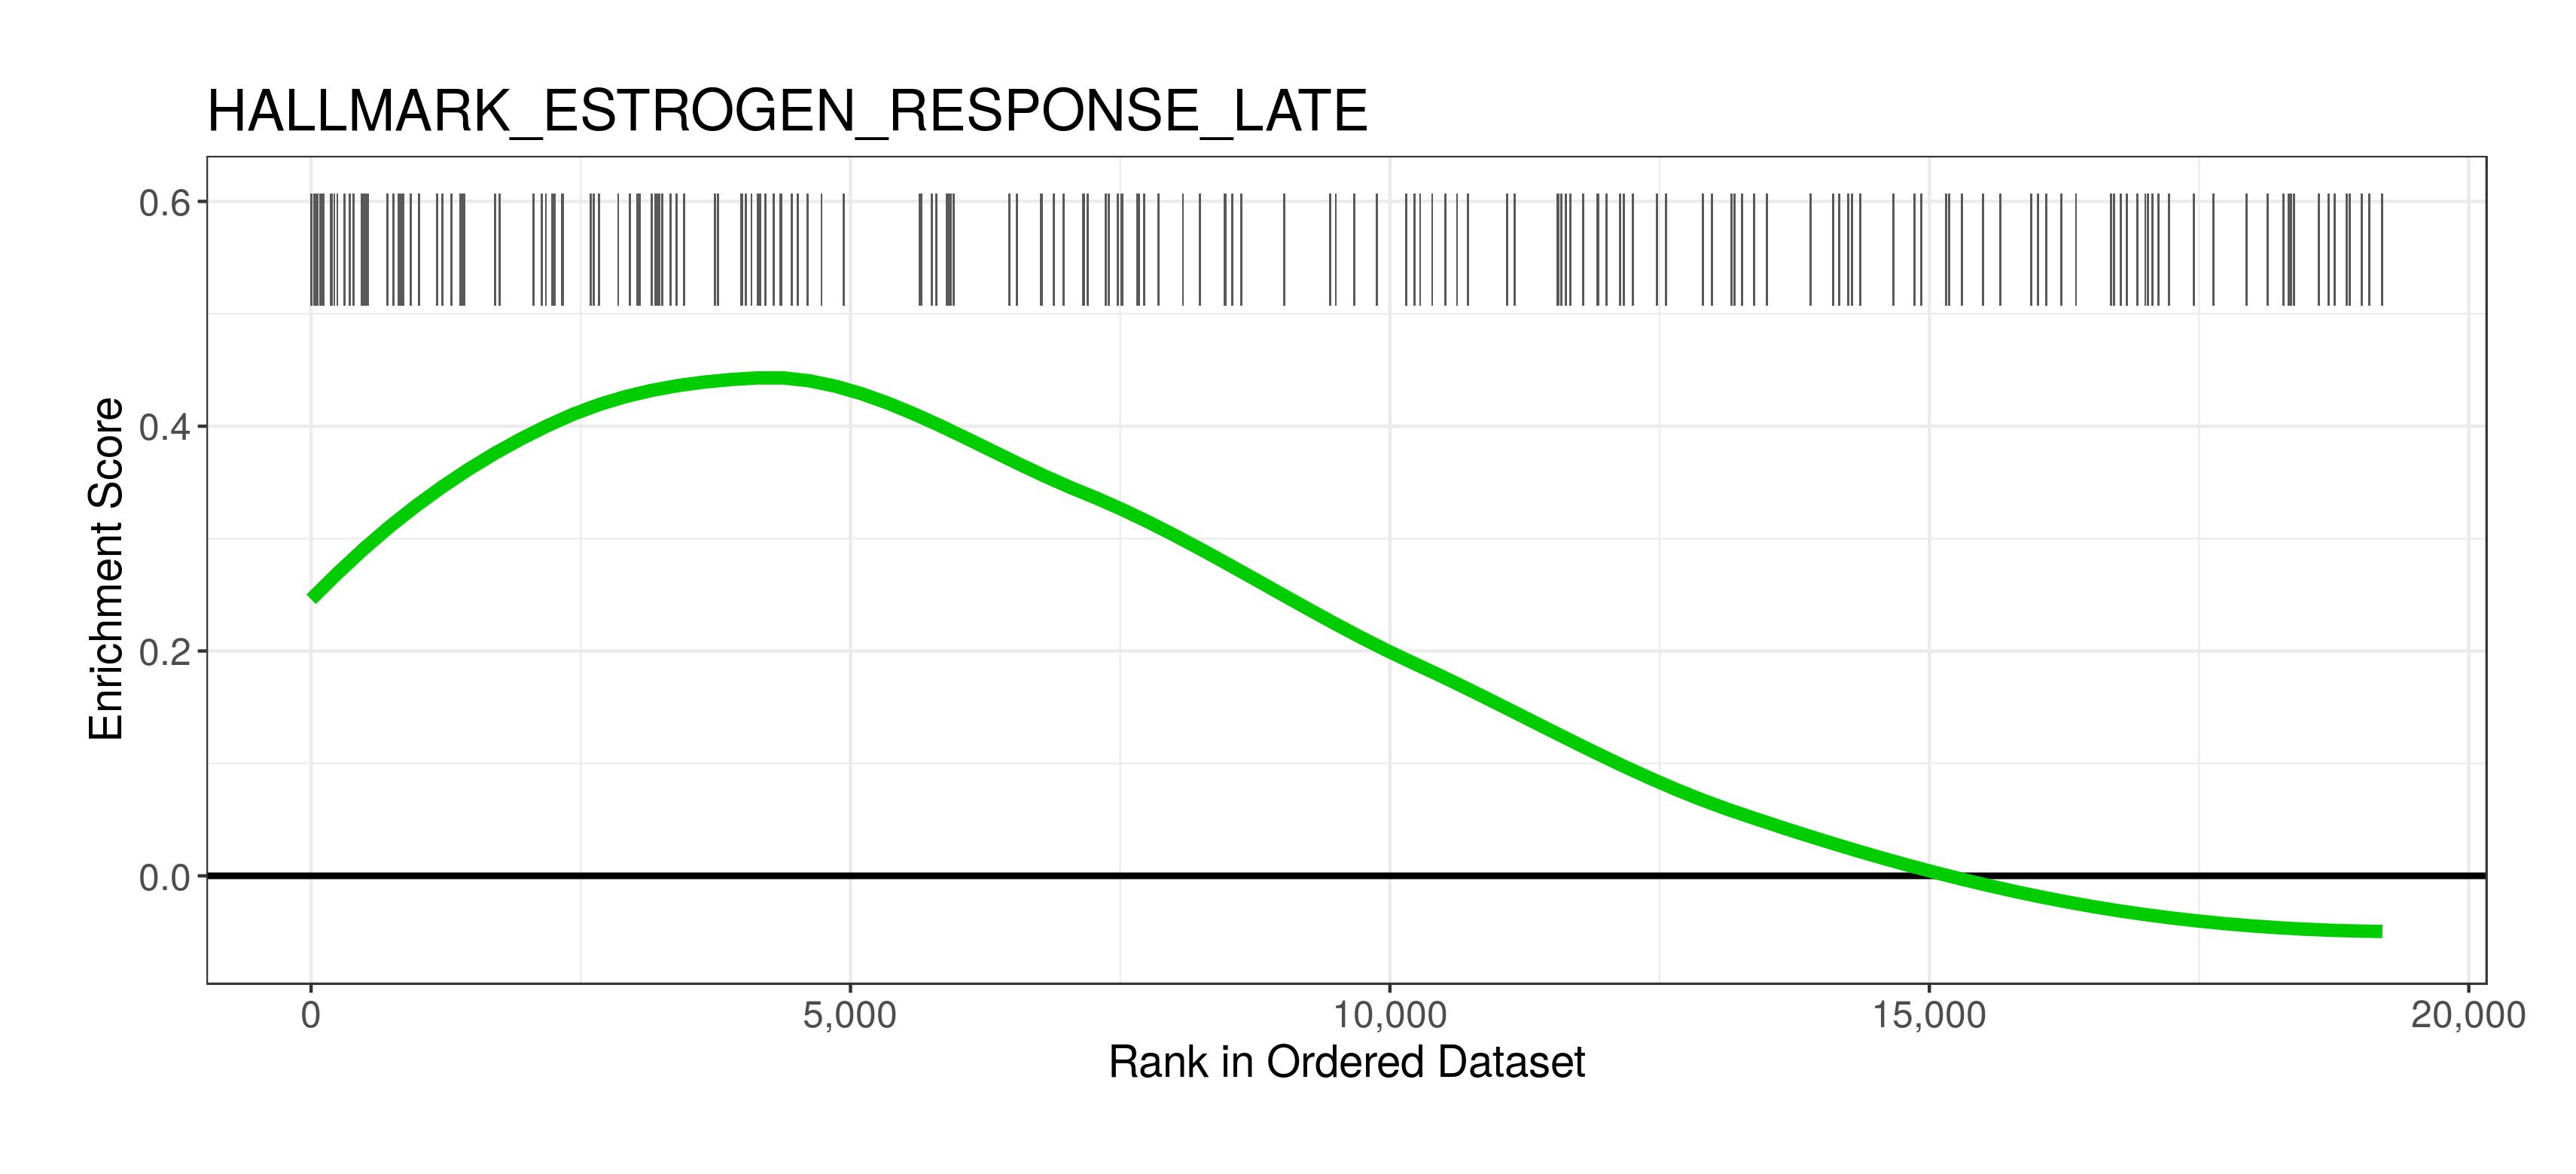 HALLMARK_ESTROGEN_RESPONSE_LATE
Enrichment Score
0.6
0.4
0.2
0.0
0 5,000 10,000 15,000 20,000
Rank in Ordered Dataset